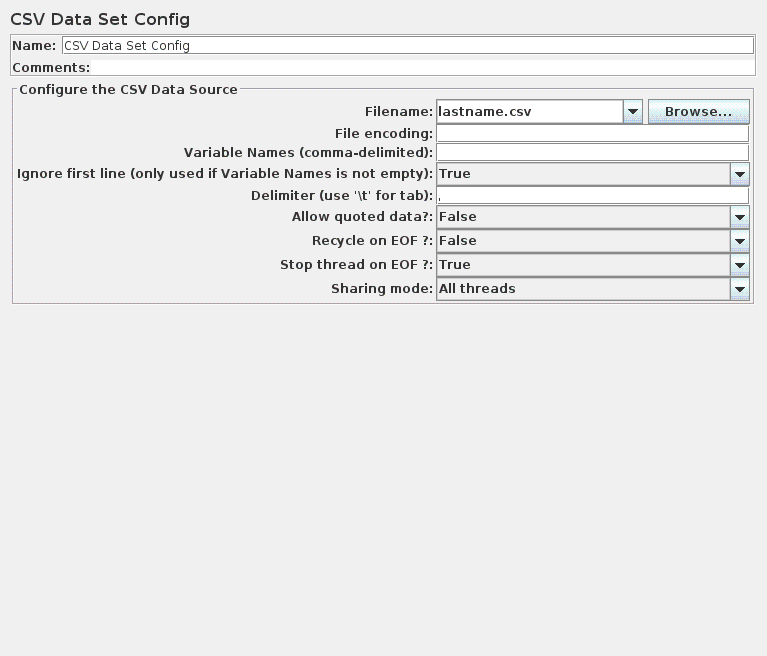 CSV Data Set Config
Name: CSV Data Set Config
Comments:
Configure the CSV Data Source
Filename: lastname.csv Browse...
File encoding:
Variable Names (comma-delimited):
Ignore first line (only used if Variable Names is not empty): True
Delimiter (use '\t' for tab): ,
Allow quoted data?: False
Recycle on EOF ?: False
Stop thread on EOF ?: True
Sharing mode: All threads